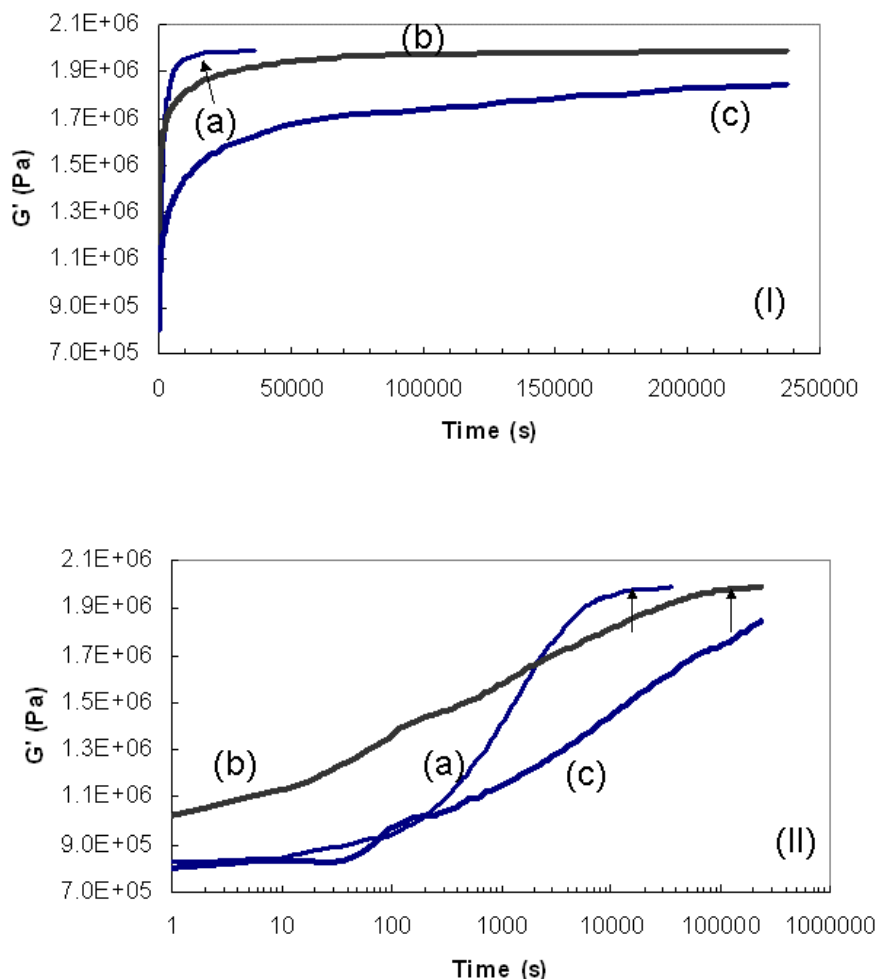 2.1E+06
(b)
1.9E+06
(a)
1.7E+06
(c)
1.5E+06
G' (Pa)
1.3E+06
1.1E+06
(I)
9.0E+05
7.0E+05
0 50000 100000 150000 200000 250000
Time (s)
2.1E+06
1.9E+06
1.7E+06
1.5E+06
G' (Pa)
1.3E+06
(b) (a) (c)
1.1E+06
(II)
9.0E+05
7.0E+05
1 10 100 1000 10000 100000 1000000
Time (s)